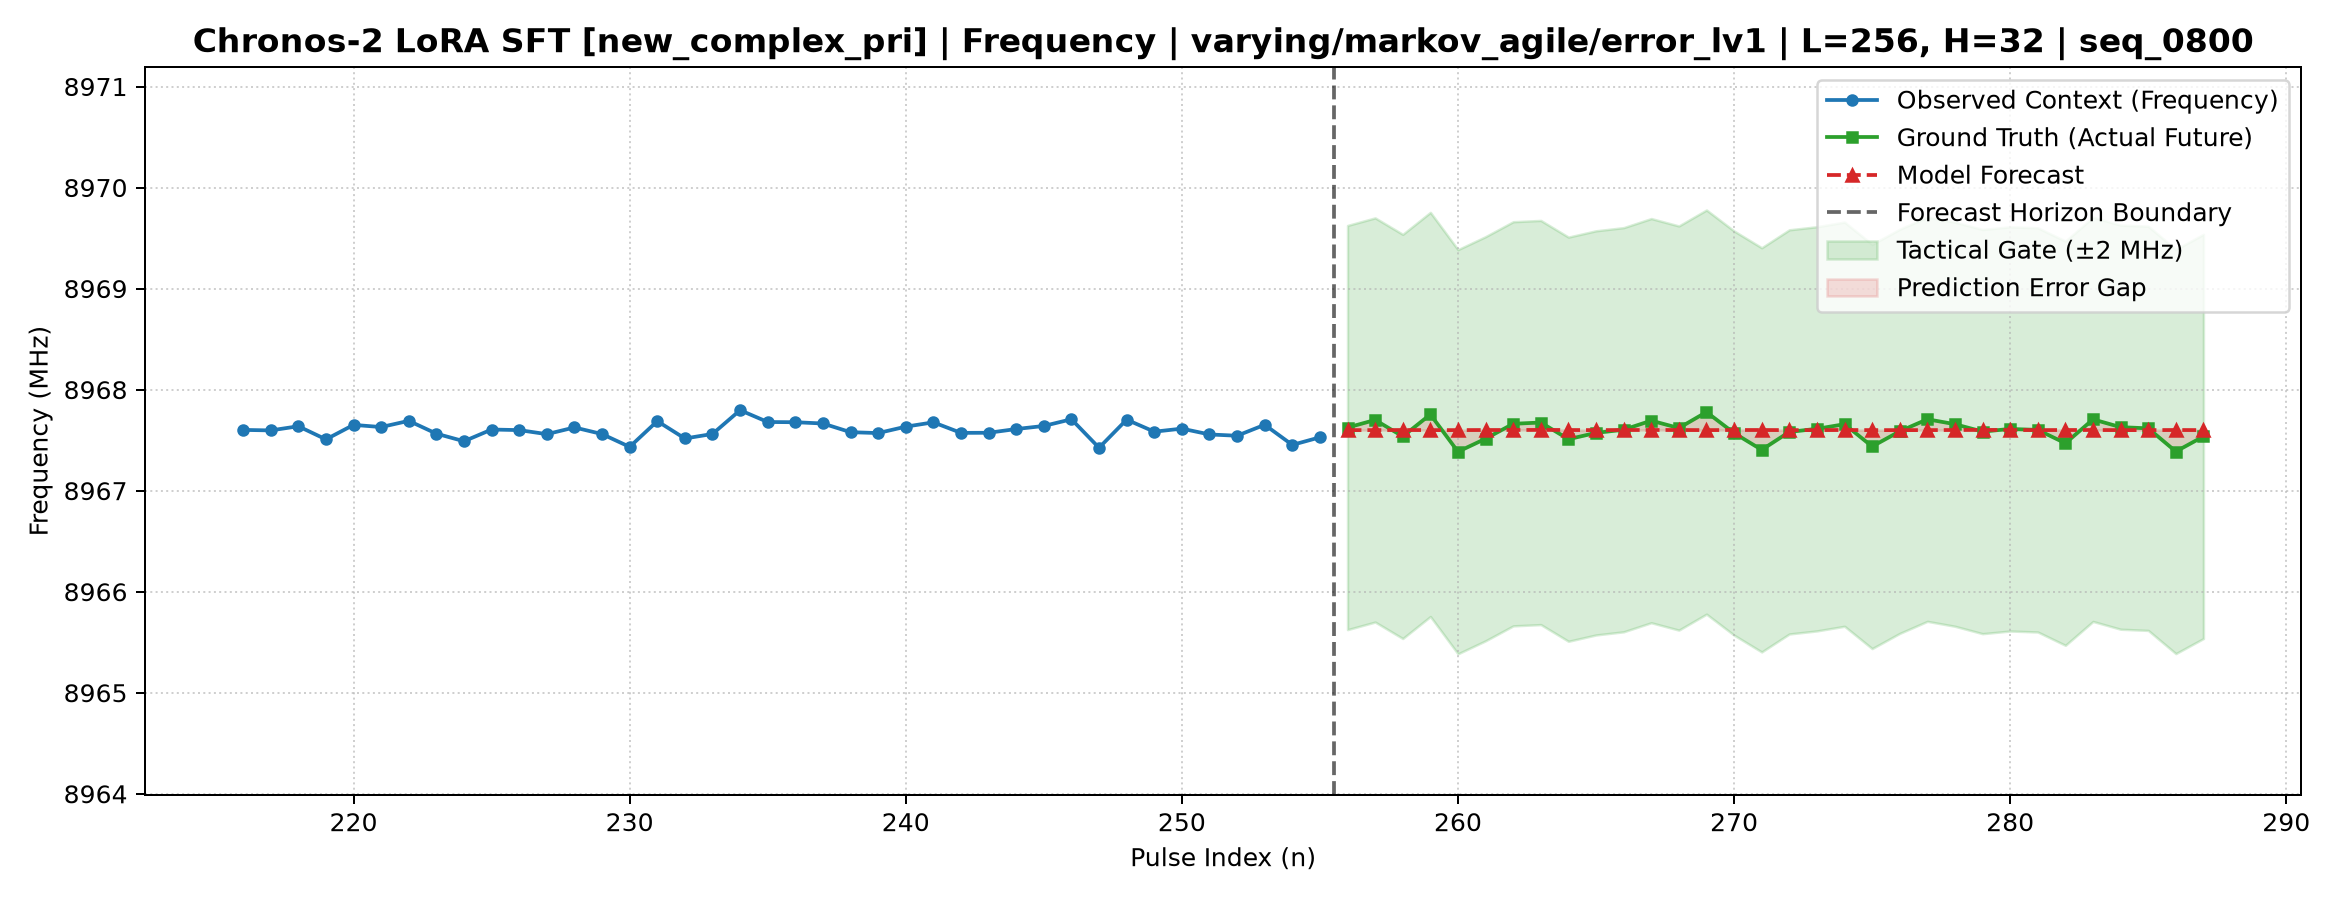 Chronos-2 LoRA SFT [new_complex_pri] | Frequency | varying/markov_agile/error_lv1 | L=256, H=32 | seq_0800
Observed Context (Frequency)
Ground Truth (Actual Future)
Model Forecast
Forecast Horizon Boundary
Tactical Gate (±2 MHz)
Prediction Error Gap
Frequency (MHz)
8971
8970
8969
8968
8967
8966
8965
8964
220
230
240
250
260
270
280
290
Pulse Index (n)